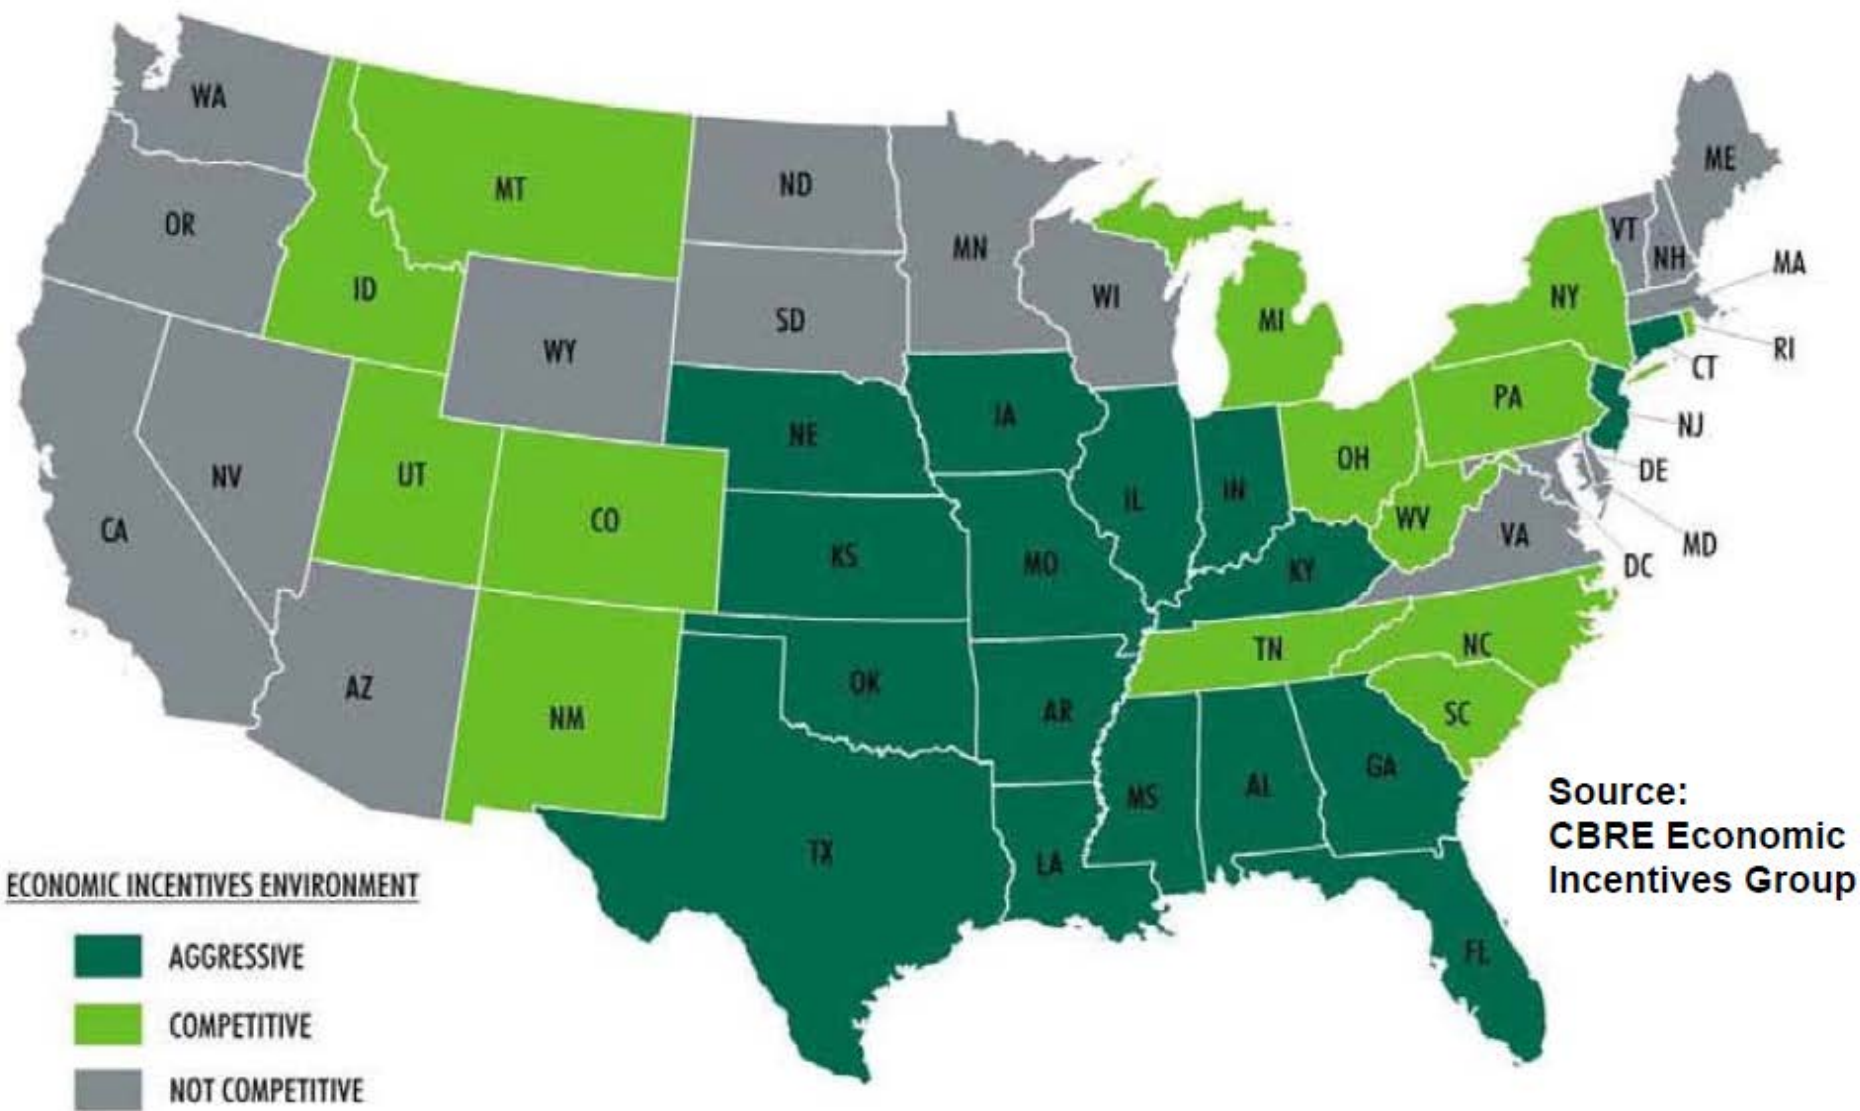 WA
ME
MT
ND
VT
OR
MN
NH
MA
ID
WI
NY
SD
MI
RI
WY
CT
PA
IA
NJ
NE
OH
DE
UT
NV
IN
IL
CO
WV
CA
VA
MD
KS
MO
DC
KY
TN
NC
OK
AZ
AR
SC
NM
GA
AL
MS
TX
LA
FL
Source:
CBRE Economic
Incentives Group
ECONOMIC INCENTIVES ENVIRONMENT
AGGRESSIVE
COMPETITIVE
NOT COMPETITIVE